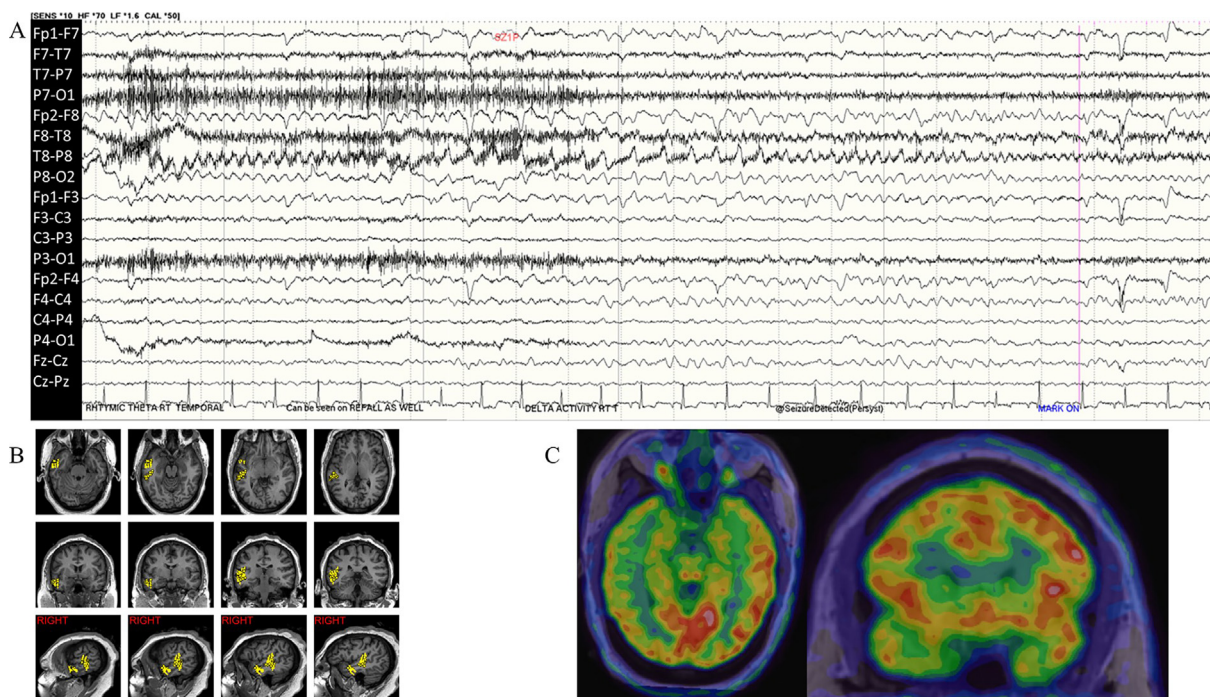 [SENS *10 HF *70 LF *1.6 CAL *50]
A
Fp1-F7
SZ1P
F7-T7
T7-P7
P7-O1
Fp2-F8
F8-T8
T8-P8
P8-O2
Fp1-F3
F3-C3
C3-P3
P3-O1
Fp2-F4
F4-C4
C4-P4
P4-O1
Fz-Cz
Cz-Pz
RHTYMIC THETA RT TEMPORAL Can be seen on REFALL AS WELL DELTA ACTIVITY RT T @SeizureDetected(Persyst) MARK ON
B
C
RIGHT RIGHT RIGHT RIGHT